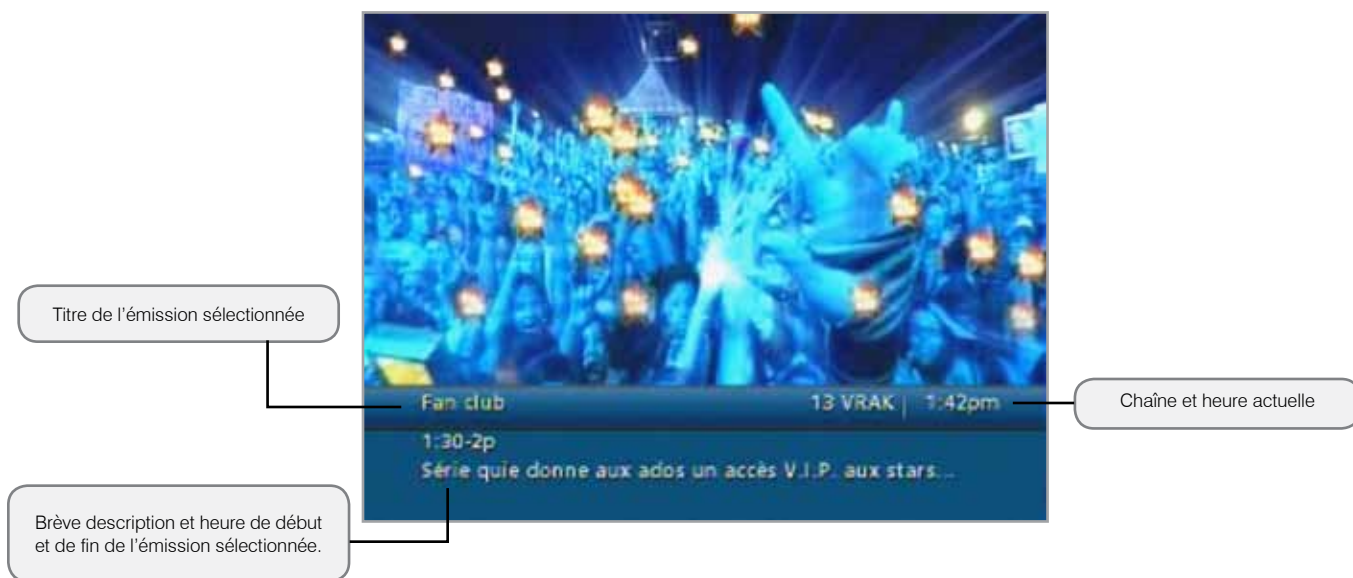 Titre de l'émission sélectionnée
Fan club 13 VRAK 1:42pm
Chaîne et heure actuelle
1:30-2p
Série quie donne aux ados un accès V.I.P. aux stars...
Brève description et heure de début
et de fin de l'émission sélectionnée.